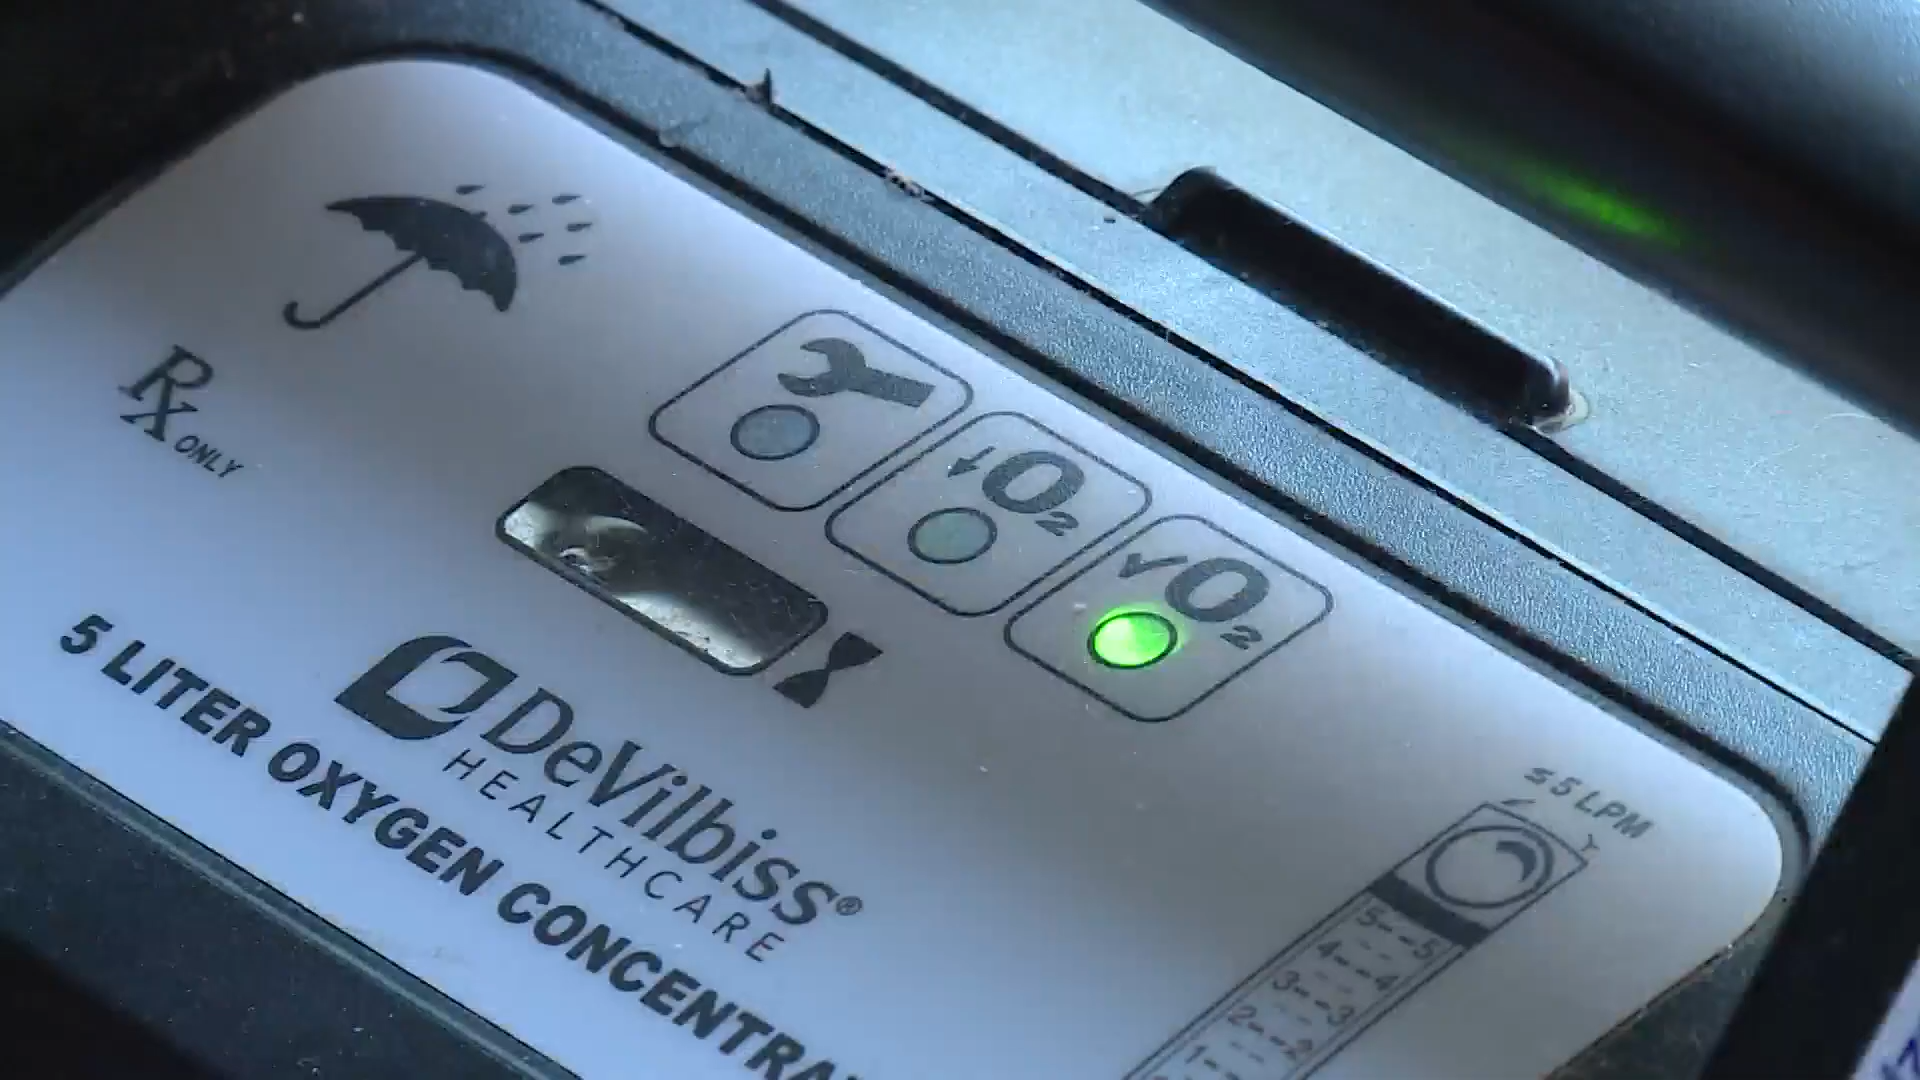 Rx ONLY
↓O₂
✓O₂
DeVilbiss®
HEALTHCARE
5 LITER OXYGEN CONCENTRA
≤5 LPM
5 5
4 4
3 3
2 2
1